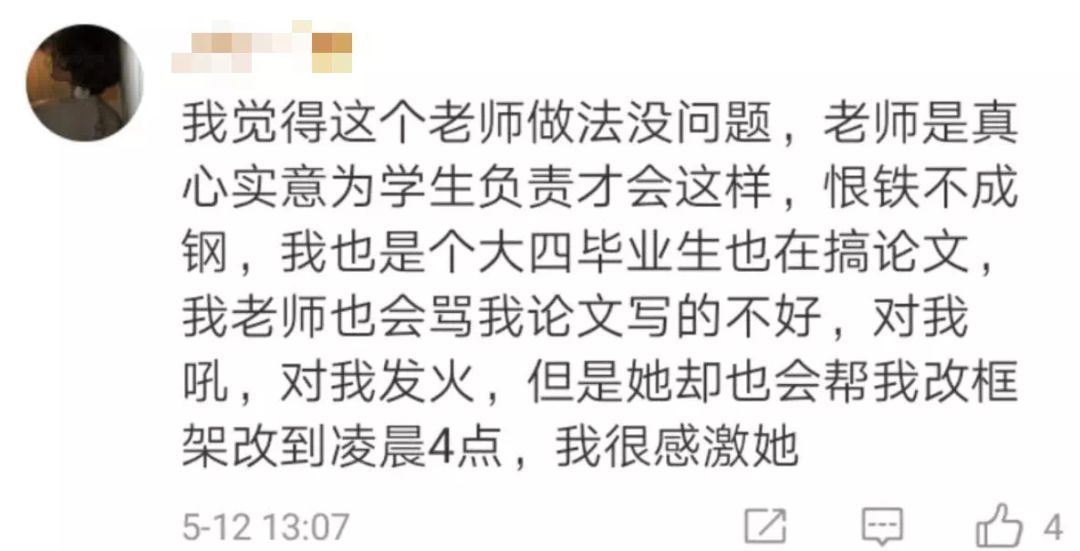 我觉得这个老师做法没问题，老师是真
心实意为学生负责才会这样，恨铁不成
钢，我也是个大四毕业生也在搞论文，
我老师也会骂我论文写的不好，对我
吼，对我发火，但是她却也会帮我改框
架改到凌晨4点，我很感激她
5-12 13:07
4